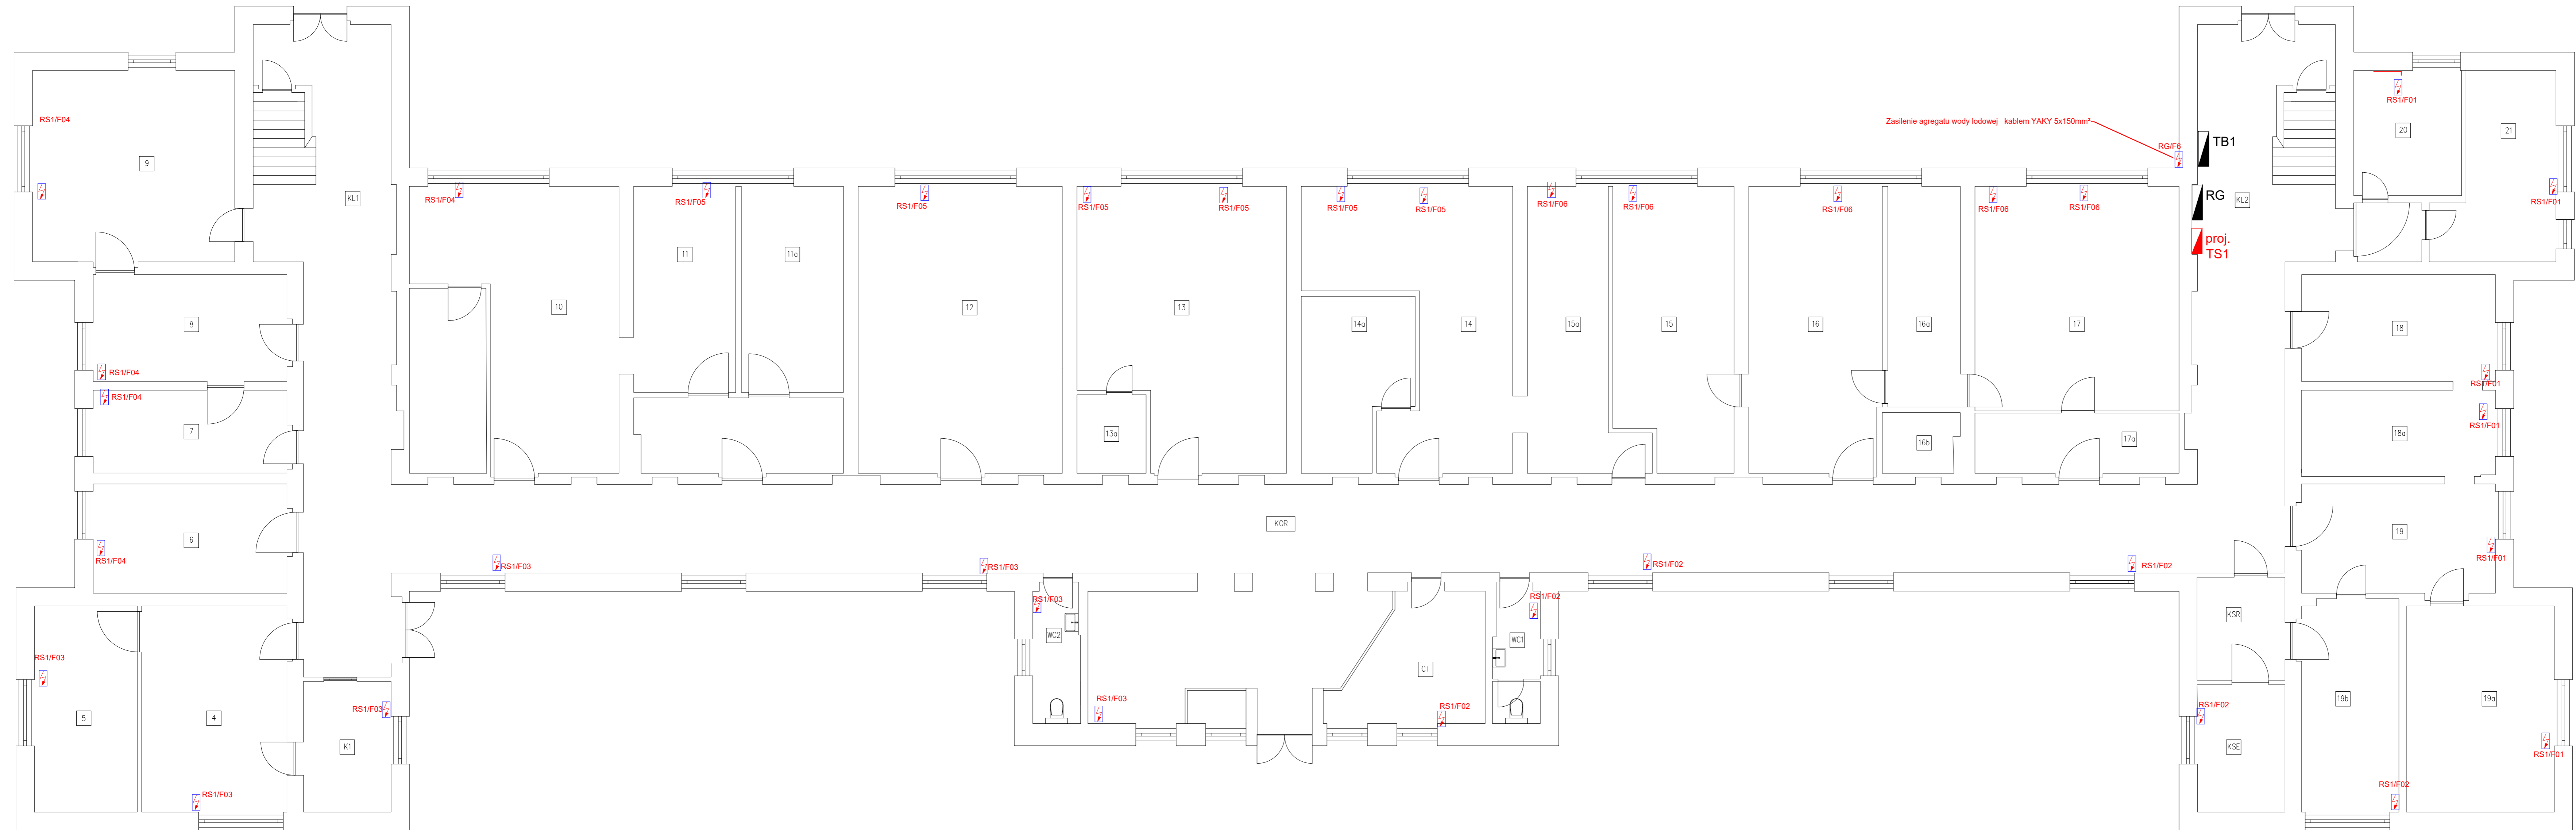 RS1/F04
9
KL1
RS1/F04
RS1/F05
RS1/F05
RS1/F05
RS1/F05
RS1/F05
RS1/F05
RS1/F06
RS1/F06
RS1/F06
RS1/F06
RS1/F06
Zasilenie agregatu wody lodowej kablem YAKY 5x150mm²
RG/F6
TB1
RG
proj.
TS1
KL2
RS1/F01
20
21
RS1/F01
10
11
11a
12
13
13a
14a
14
15a
15
16
16a
16b
17
17a
8
RS1/F04
RS1/F04
7
6
RS1/F04
18
RS1/F01
RS1/F01
18a
19
RS1/F01
KOR
RS1/F03
RS1/F03
RS1/F03
RS1/F02
RS1/F02
RS1/F02
WC2
WC1
CT
KSR
RS1/F03
5
4
RS1/F03
K1
RS1/F03
RS1/F03
RS1/F02
RS1/F02
KSE
19b
19a
RS1/F01
RS1/F02